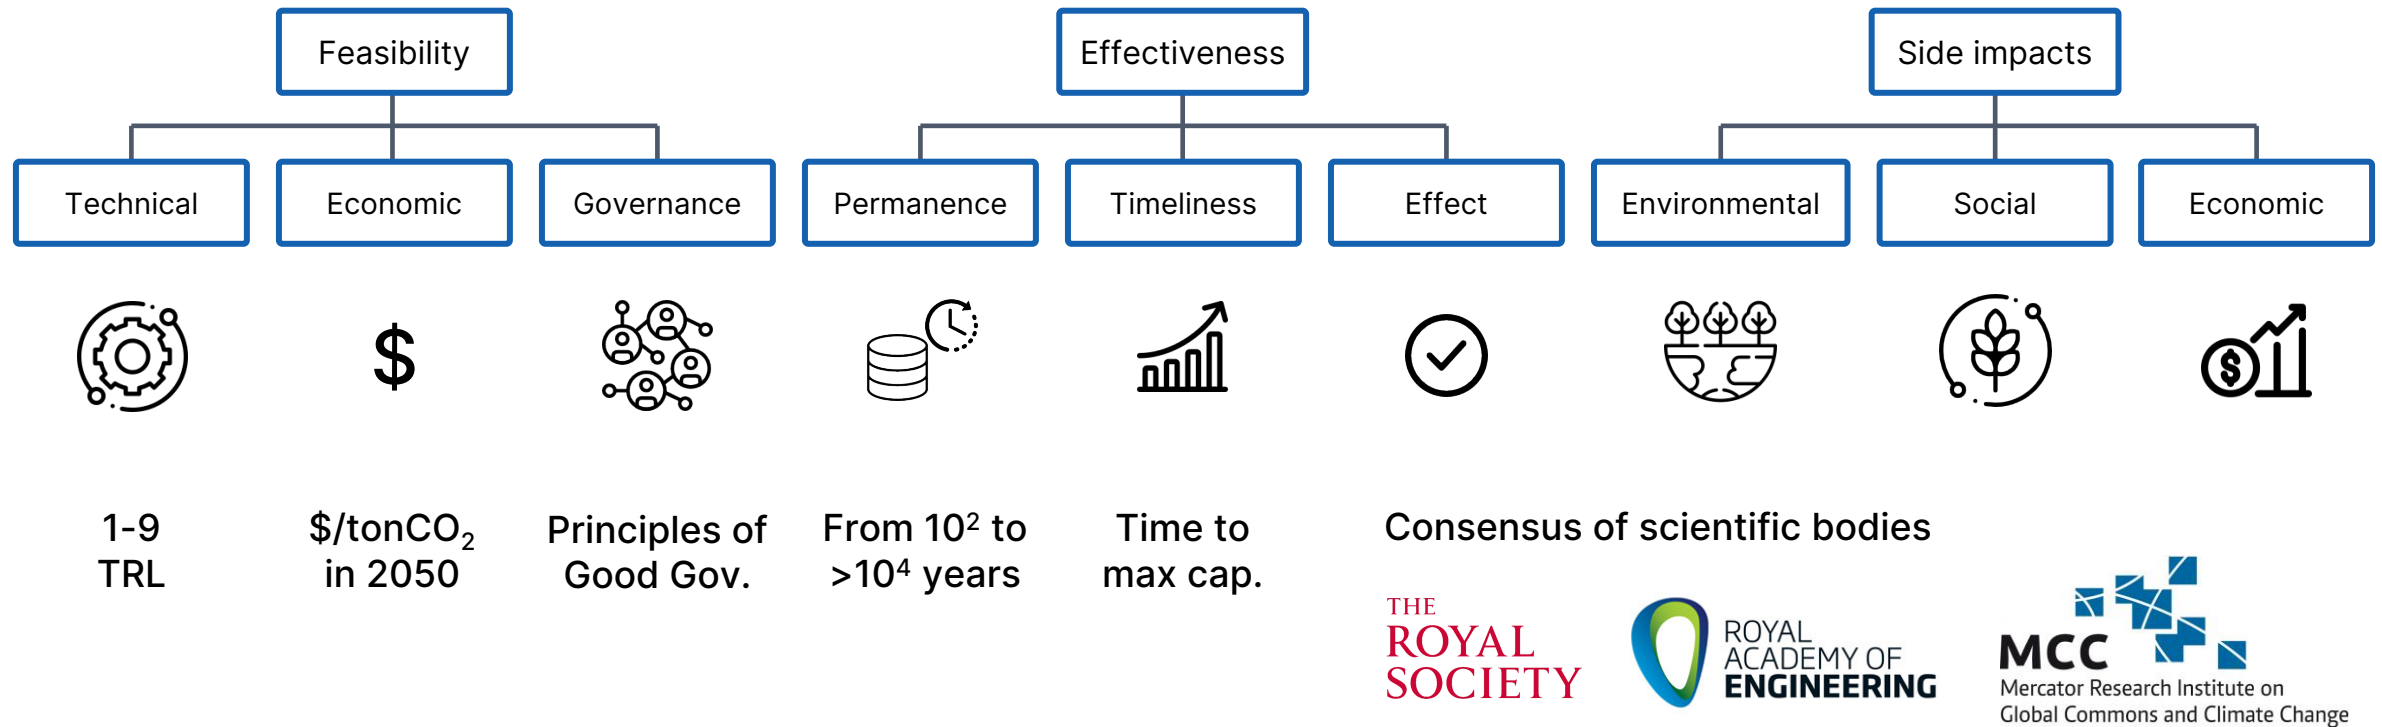 Feasibility
Effectiveness
Side impacts
Technical
Economic
Governance
Permanence
Timeliness
Effect
Environmental
Social
Economic
$
$
1-9
TRL
$/tonCO₂
in 2050
Principles of
Good Gov.
From 10² to
>10⁴ years
Time to
max cap.
Consensus of scientific bodies
THE
ROYAL
SOCIETY
ROYAL
ACADEMY OF
ENGINEERING
MCC
Mercator Research Institute on
Global Commons and Climate Change